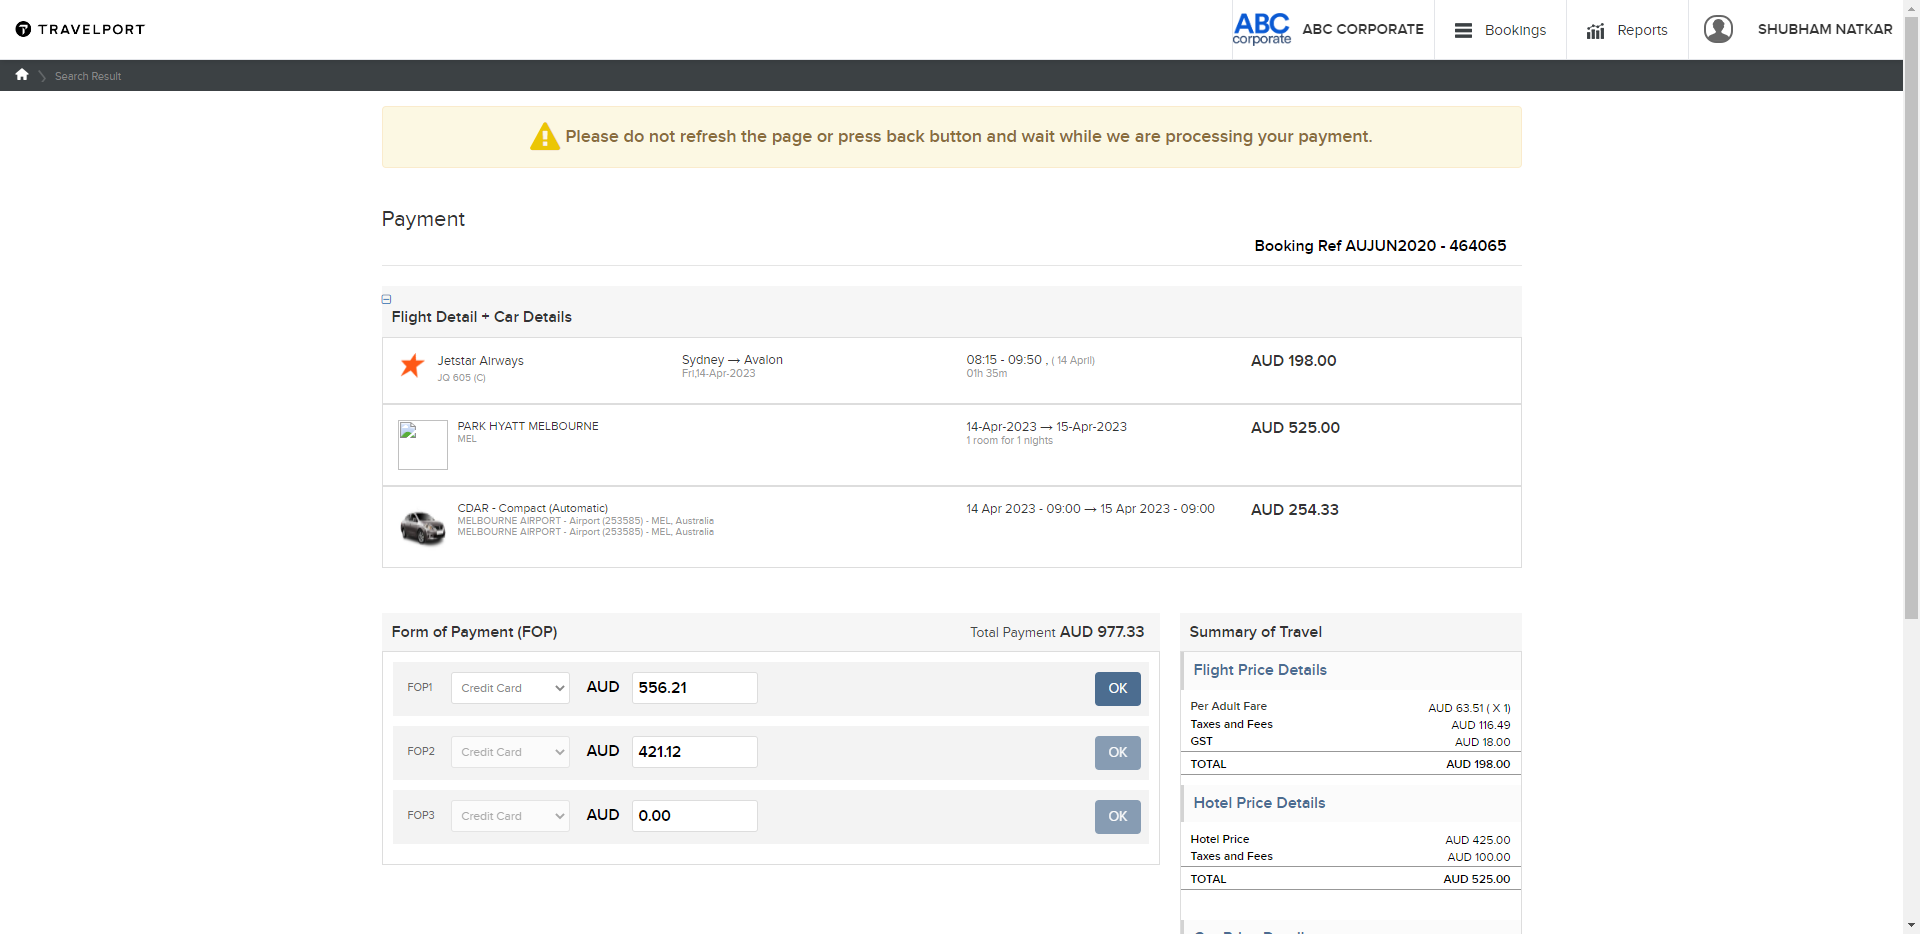 TRAVELPORT
ABC
corporate
ABC CORPORATE
Bookings
Reports
SHUBHAM NATKAR
Search Result
Please do not refresh the page or press back button and wait while we are processing your payment.
Payment
Booking Ref AUJUN2020 - 464065
Flight Detail + Car Details
Jetstar Airways
JQ 605 (C)
Sydney → Avalon
Fri,14-Apr-2023
08:15 - 09:50 , ( 14 April)
01h 35m
AUD 198.00
PARK HYATT MELBOURNE
MEL
14-Apr-2023 → 15-Apr-2023
1 room for 1 nights
AUD 525.00
CDAR - Compact (Automatic)
MELBOURNE AIRPORT - Airport (253585) - MEL, Australia
MELBOURNE AIRPORT - Airport (253585) - MEL, Australia
14 Apr 2023 - 09:00 → 15 Apr 2023 - 09:00
AUD 254.33
Form of Payment (FOP)
Total Payment AUD 977.33
FOP1 Credit Card AUD 556.21 OK
FOP2 Credit Card AUD 421.12 OK
FOP3 Credit Card AUD 0.00 OK
Summary of Travel
Flight Price Details
Per Adult Fare AUD 63.51 ( X 1)
Taxes and Fees AUD 116.49
GST AUD 18.00
TOTAL AUD 198.00
Hotel Price Details
Hotel Price AUD 425.00
Taxes and Fees AUD 100.00
TOTAL AUD 525.00